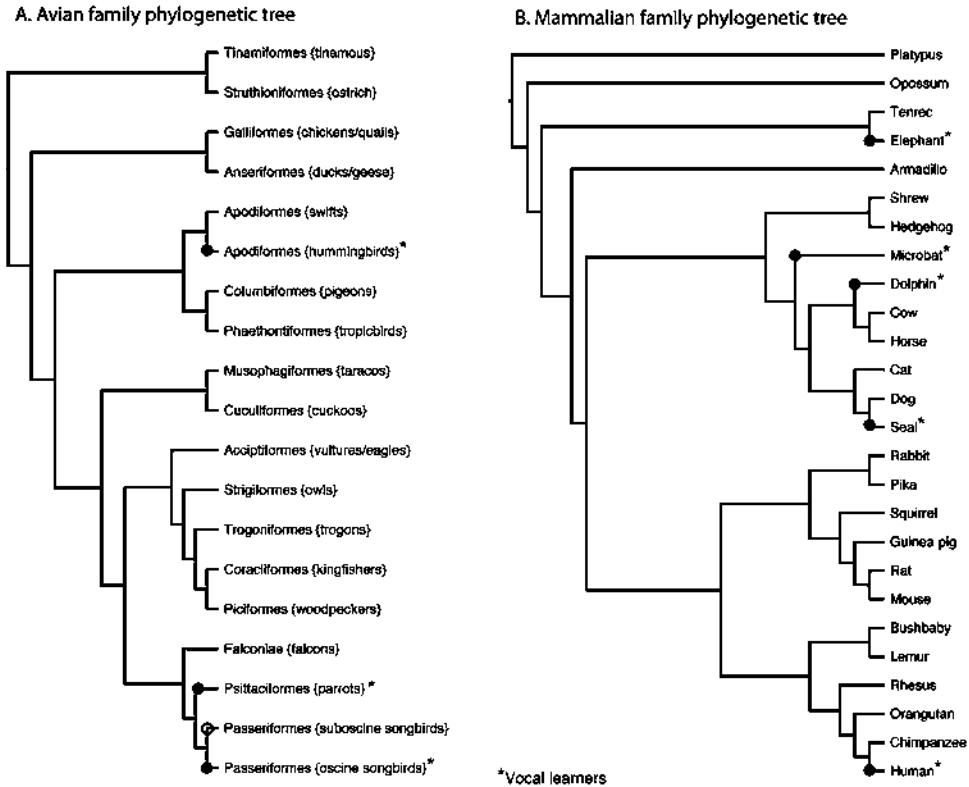 A. Avian family phylogenetic tree
Tinamiformes {tinamous}
Struthioniformes {ostrich}
Galliformes {chickens/quails}
Anseriformes {ducks/geese}
Apodiformes {swifts}
Apodiformes {hummingbirds}*
Columbiformes {pigeons}
Phaethontiformes {tropicbirds}
Musophagiformes {taracos}
Cuculiformes {cuckoos}
Acciptiformes {vultures/eagles}
Strigiformes {owls}
Trogoniformes {trogons}
Coraciiformes {kingfishers}
Piciformes {woodpeckers}
Falconiae {falcons}
Psittaciformes {parrots}*
Passeriformes {suboscine songbirds}
Passeriformes {oscine songbirds}*
B. Mammalian family phylogenetic tree
Platypus
Opossum
Tenrec
Elephant*
Armadillo
Shrew
Hedgehog
Microbat*
Dolphin*
Cow
Horse
Cat
Dog
Seal*
Rabbit
Pika
Squirrel
Guinea pig
Rat
Mouse
Bushbaby
Lemur
Rhesus
Orangutan
Chimpanzee
Human*
*Vocal learners